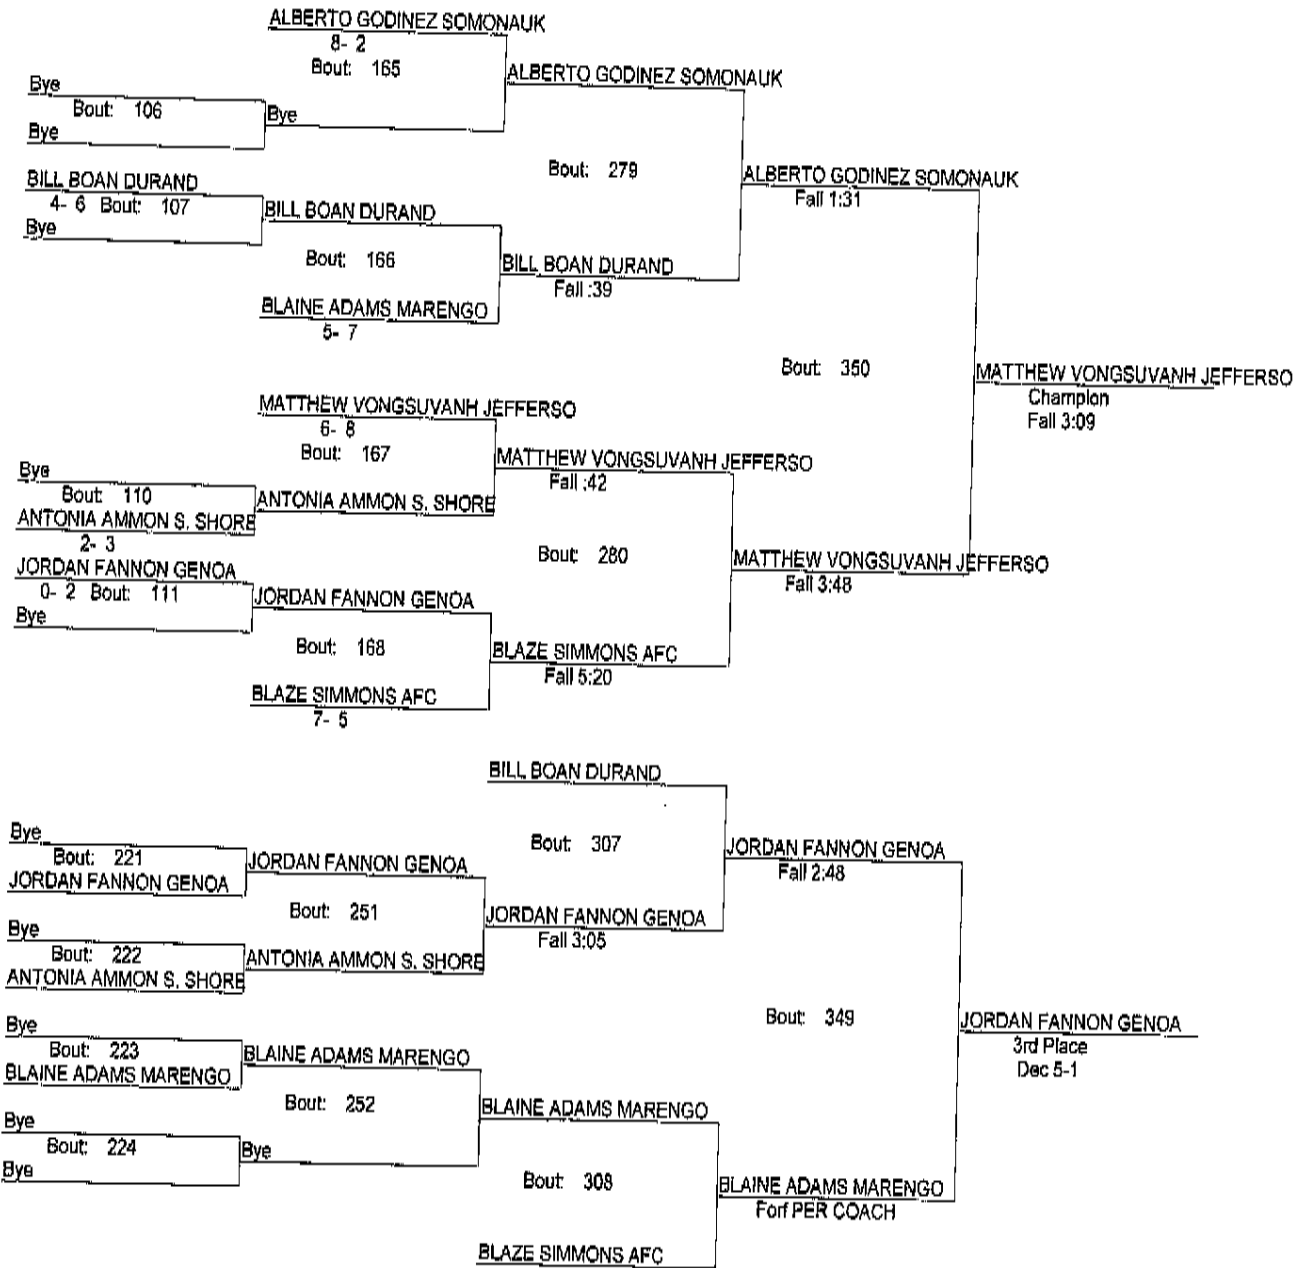 ALBERTO GODINEZ SOMONAUK
8- 2
Bout: 165
ALBERTO GODINEZ SOMONAUK
Bye
Bout: 106
Bye
Bye
Bout: 279
ALBERTO GODINEZ SOMONAUK
Fall 1:31
BILL BOAN DURAND
4- 6 Bout: 107
BILL BOAN DURAND
Bye
Bout: 166
BILL BOAN DURAND
Fall :39
BLAINE ADAMS MARENGO
5- 7
Bout: 350
MATTHEW VONGSUVANH JEFFERSO
Champion
Fall 3:09
MATTHEW VONGSUVANH JEFFERSO
6- 8
Bout: 167
MATTHEW VONGSUVANH JEFFERSO
Fall :42
Bye
Bout: 110
ANTONIA AMMON S. SHORE
ANTONIA AMMON S. SHORE
2- 3
Bout: 280
MATTHEW VONGSUVANH JEFFERSO
Fall 3:48
JORDAN FANNON GENOA
0- 2 Bout: 111
JORDAN FANNON GENOA
Bye
Bout: 168
BLAZE SIMMONS AFC
Fall 5:20
BLAZE SIMMONS AFC
7- 5
BILL BOAN DURAND
Bout: 307
JORDAN FANNON GENOA
Fall 2:48
Bye
Bout: 221
JORDAN FANNON GENOA
JORDAN FANNON GENOA
Bout: 251
JORDAN FANNON GENOA
Fall 3:05
Bye
Bout: 222
ANTONIA AMMON S. SHORE
ANTONIA AMMON S. SHORE
Bout: 349
JORDAN FANNON GENOA
3rd Place
Dec 5-1
Bye
Bout: 223
BLAINE ADAMS MARENGO
BLAINE ADAMS MARENGO
Bout: 252
BLAINE ADAMS MARENGO
Bye
Bout: 224
Bye
Bye
Bout: 308
BLAINE ADAMS MARENGO
Forf PER COACH
BLAZE SIMMONS AFC